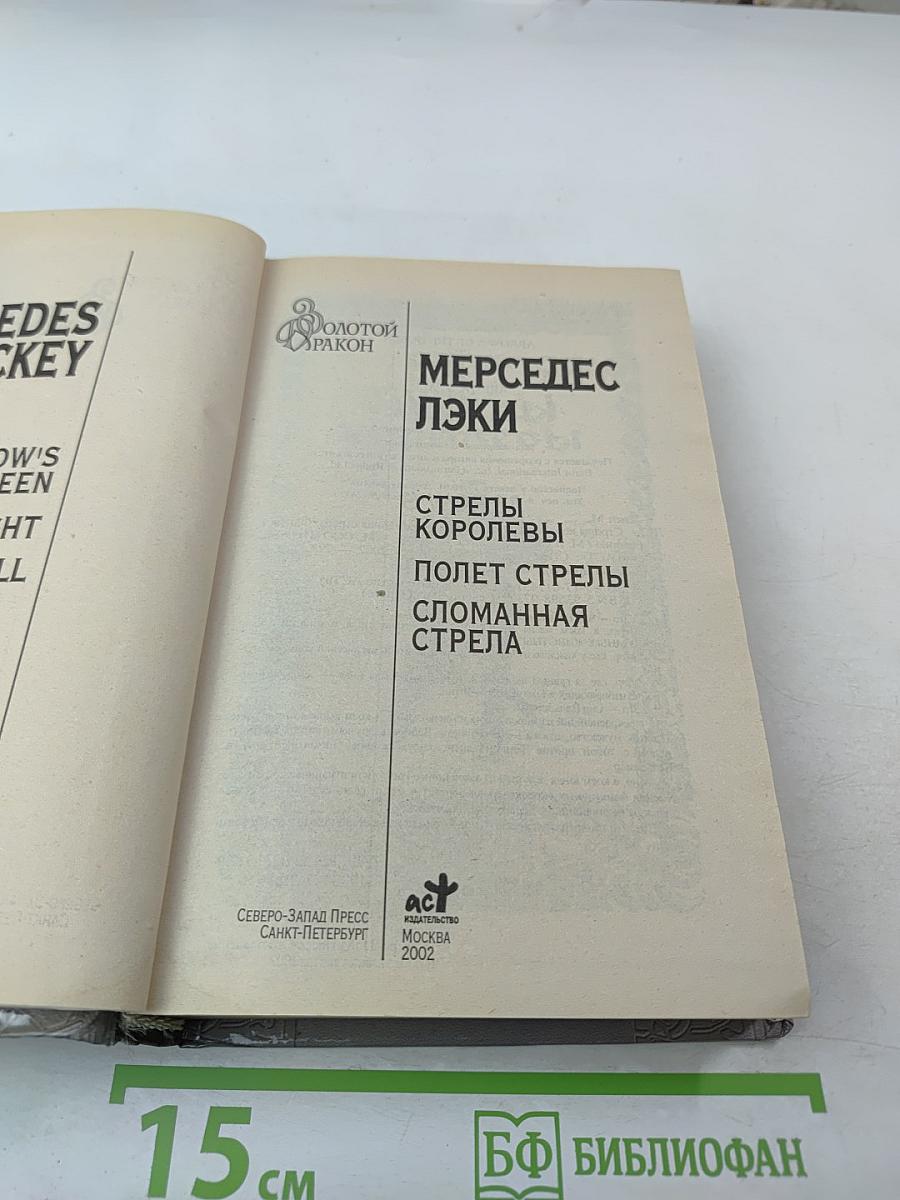 EDES
CKEY
OW'S
EEN
GHT
LL
ЗОЛОТОЙ
ДРАКОН
МЕРСЕДЕС
ЛЭКИ
СТРЕЛЫ
КОРОЛЕВЫ
ПОЛЕТ СТРЕЛЫ
СЛОМАННАЯ
СТРЕЛА
СЕВЕРО-ЗАПАД ПРЕСС
САНКТ-ПЕТЕРБУРГ
аст
ИЗДАТЕЛЬСТВО
МОСКВА
2002
15 см
БФ БИБЛИОФАН